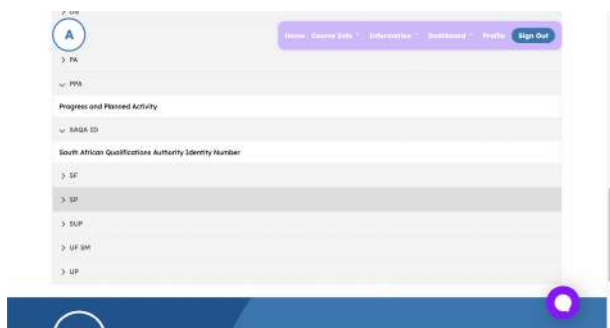 A
Home Course Info Information Dashboard Profile Sign Out
PA
PPA
Progress and Planned Activity
SAQA ID
South African Qualifications Authority Identity Number
SF
SP
SUP
UF SM
UP